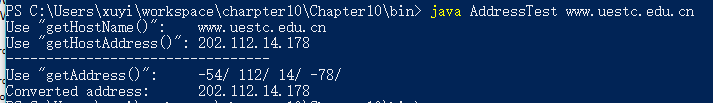 PS C:\Users\xuyi\workspace\charpter10\Chapter10\bin> java AddressTest www.uestc.edu.cn
Use "getHostName()": www.uestc.edu.cn
Use "getHostAddress()": 202.112.14.178
---------------------------------
Use "getAddress()": -54/ 112/ 14/ -78/
Converted address: 202.112.14.178